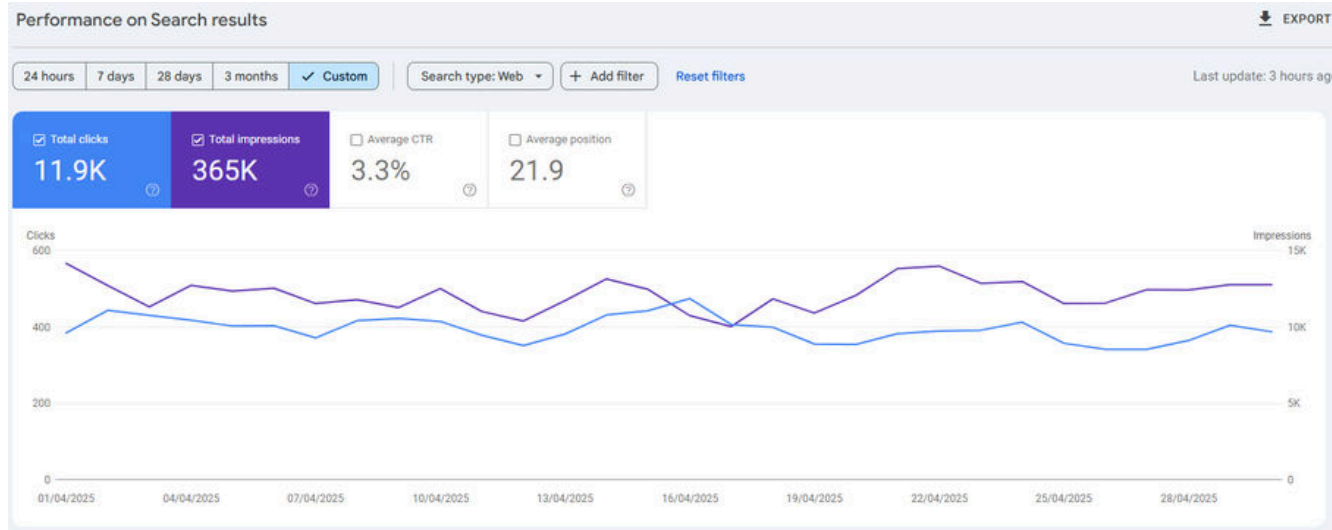 Performance on Search results
EXPORT
24 hours
7 days
28 days
3 months
Custom
Search type: Web
+ Add filter
Reset filters
Last update: 3 hours ag
Total clicks
11.9K
Total impressions
365K
Average CTR
3.3%
Average position
21.9
Clicks
Impressions
600
15K
400
10K
200
5K
0
0
01/04/2025
04/04/2025
07/04/2025
10/04/2025
13/04/2025
16/04/2025
19/04/2025
22/04/2025
25/04/2025
28/04/2025